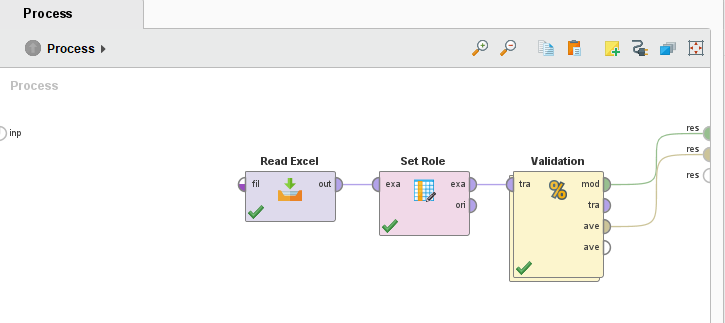 Process
Process
Process
inp
Read Excel
fil
out
Set Role
exa
exa
ori
Validation
tra
%
mod
tra
ave
ave
res
res
res